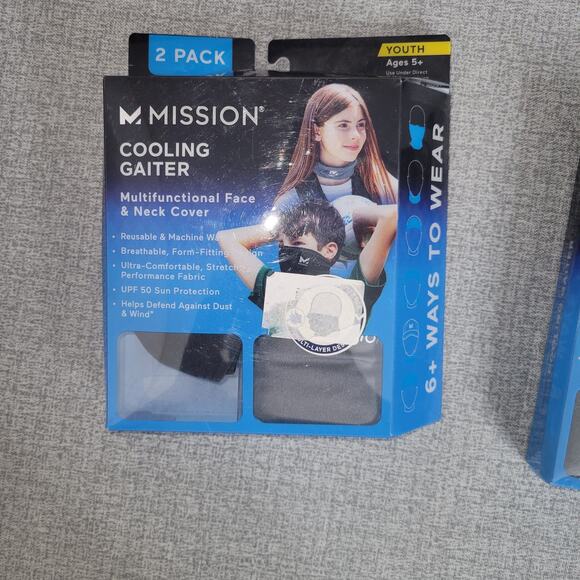 2 PACK
YOUTH
Ages 5+
Use Under Direct
MISSION®
COOLING
GAITER
Multifunctional Face
& Neck Cover
• Reusable & Machine
• Breathable, Form-Fitting
• Ultra-Comfortable, Stretch
Performance Fabric
• UPF 50 Sun Protection
• Helps Defend Against Dust
& Wind*
6+ WAYS TO WEAR